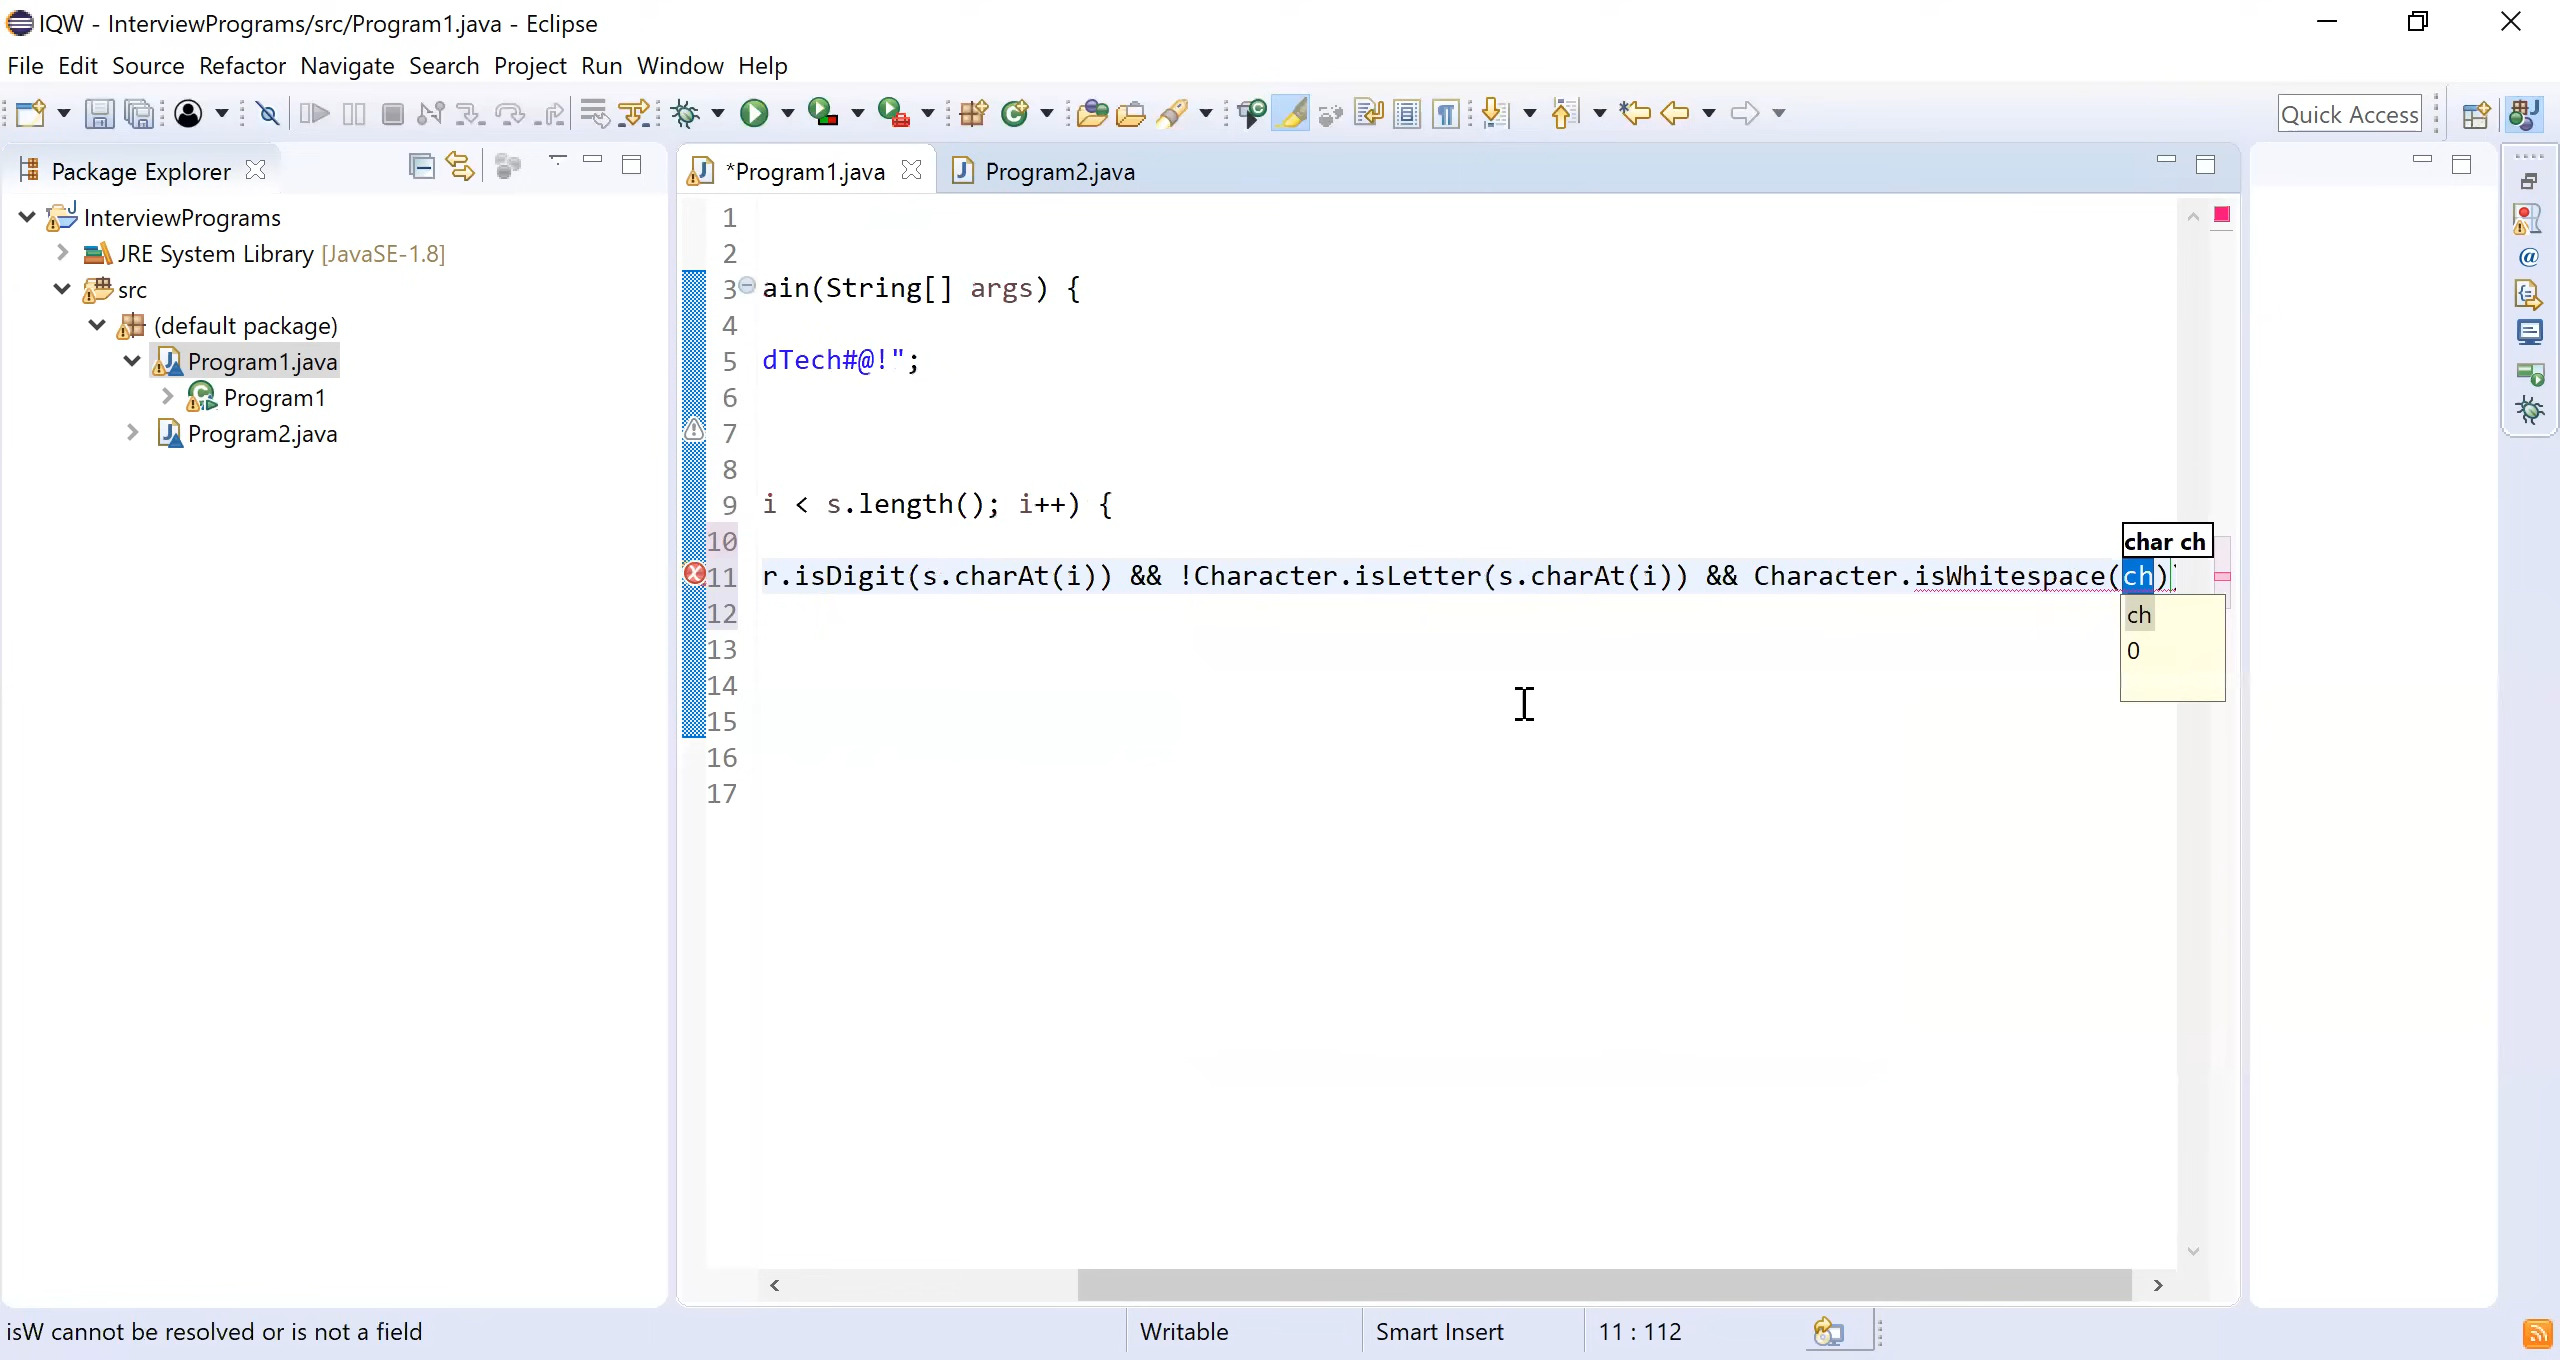 IQW - InterviewPrograms/src/Program1.java - Eclipse
File Edit Source Refactor Navigate Search Project Run Window Help
Quick Access
Package Explorer
*Program1.java
Program2.java
InterviewPrograms
JRE System Library [JavaSE-1.8]
src
(default package)
Program1.java
Program1
Program2.java
1
2
3 ain(String[] args) {
4
5 dTech#@!";
6
7
8
9 i < s.length(); i++) {
10
char ch
11 r.isDigit(s.charAt(i)) && !Character.isLetter(s.charAt(i)) && Character.isWhitespace(ch)
ch
0
12
13
14
15
16
17
isW cannot be resolved or is not a field
Writable
Smart Insert
11 : 112